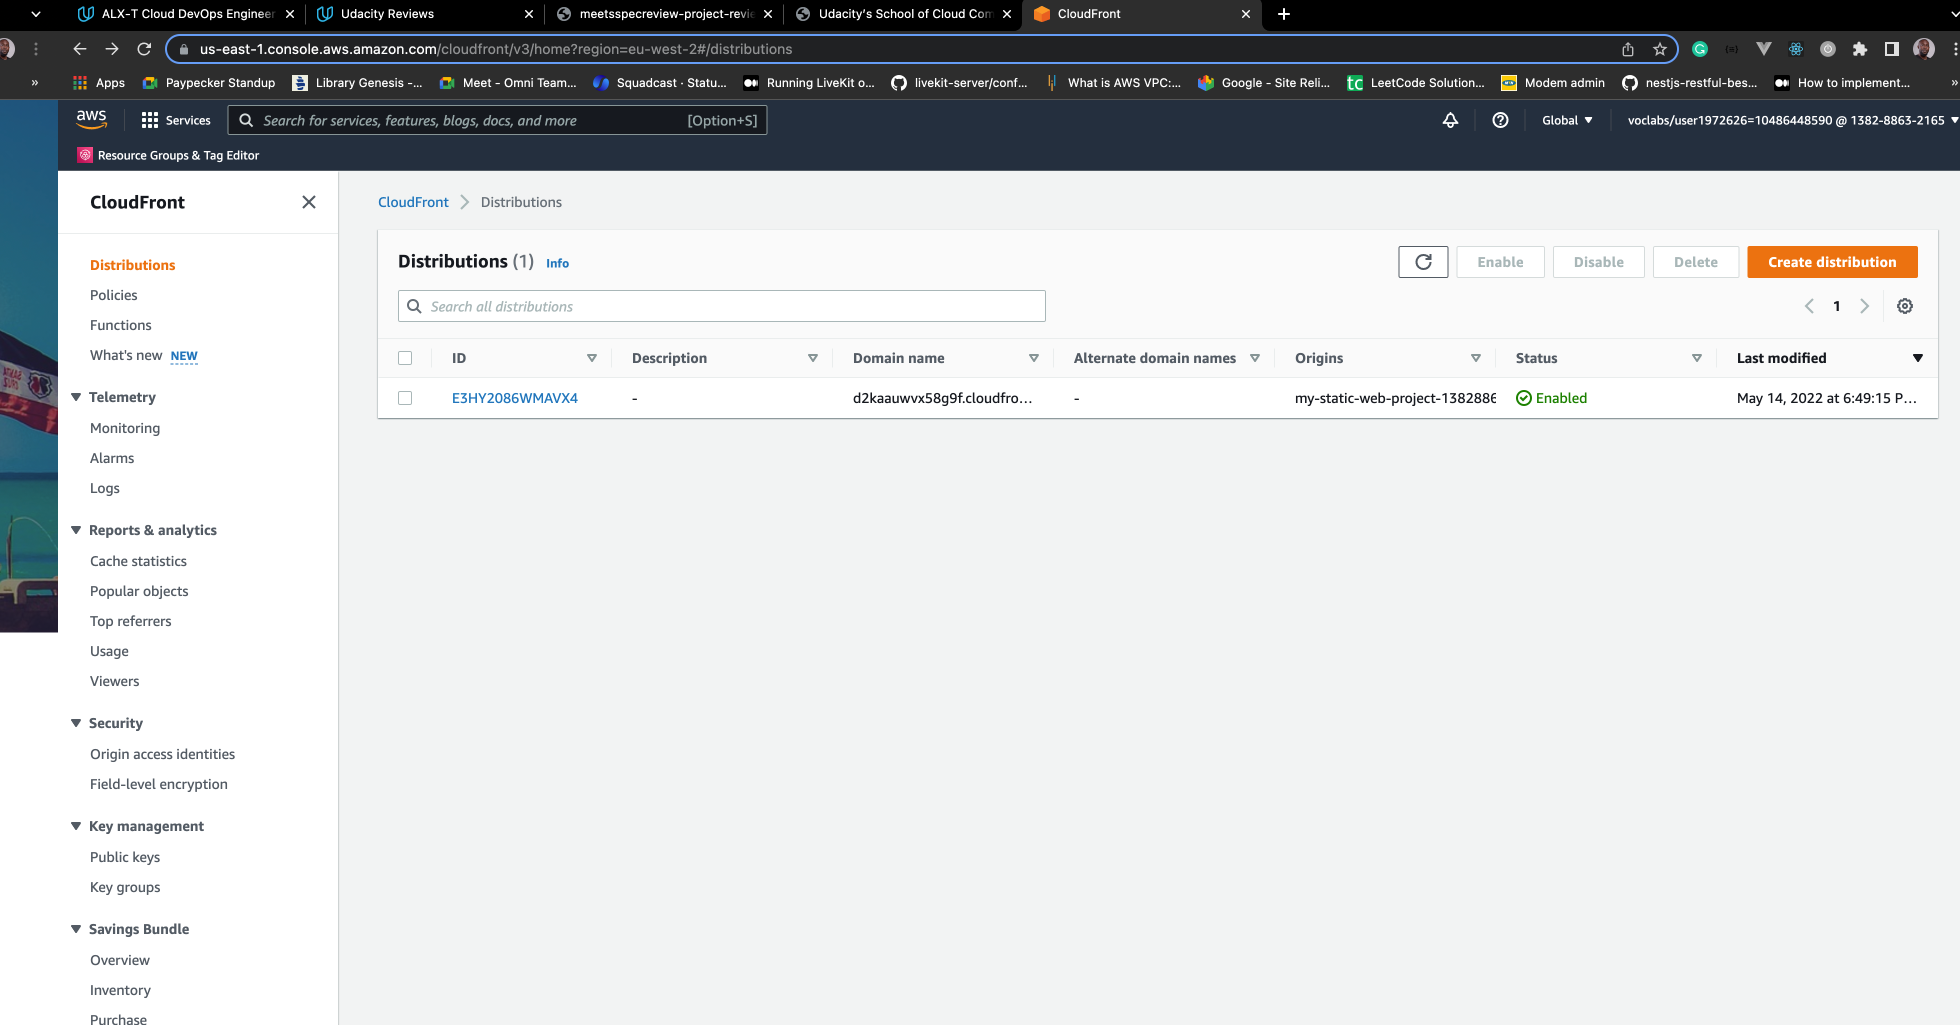 ALX-T Cloud DevOps Engineer
Udacity Reviews
meetsspecreview-project-revie
Udacity's School of Cloud Com
CloudFront
us-east-1.console.aws.amazon.com/cloudfront/v3/home?region=eu-west-2#/distributions
» Apps Paypecker Standup Library Genesis -... Meet - Omni Team... Squadcast · Statu... Running LiveKit o... livekit-server/conf... What is AWS VPC:... Google - Site Reli... LeetCode Solution... Modem admin nestjs-restful-bes... How to implement... »
aws Services Search for services, features, blogs, docs, and more [Option+S] Global voclabs/user1972626=10486448590 @ 1382-8863-2165
Resource Groups & Tag Editor
CloudFront
Distributions
Policies
Functions
What's new NEW
Telemetry
Monitoring
Alarms
Logs
Reports & analytics
Cache statistics
Popular objects
Top referrers
Usage
Viewers
Security
Origin access identities
Field-level encryption
Key management
Public keys
Key groups
Savings Bundle
Overview
Inventory
Purchase
CloudFront Distributions
Distributions (1) Info
Enable Disable Delete Create distribution
Search all distributions
1
ID Description Domain name Alternate domain names Origins Status Last modified
E3HY2086WMAVX4 - d2kaauwvx58g9f.cloudfro... - my-static-web-project-1382886 Enabled May 14, 2022 at 6:49:15 P...